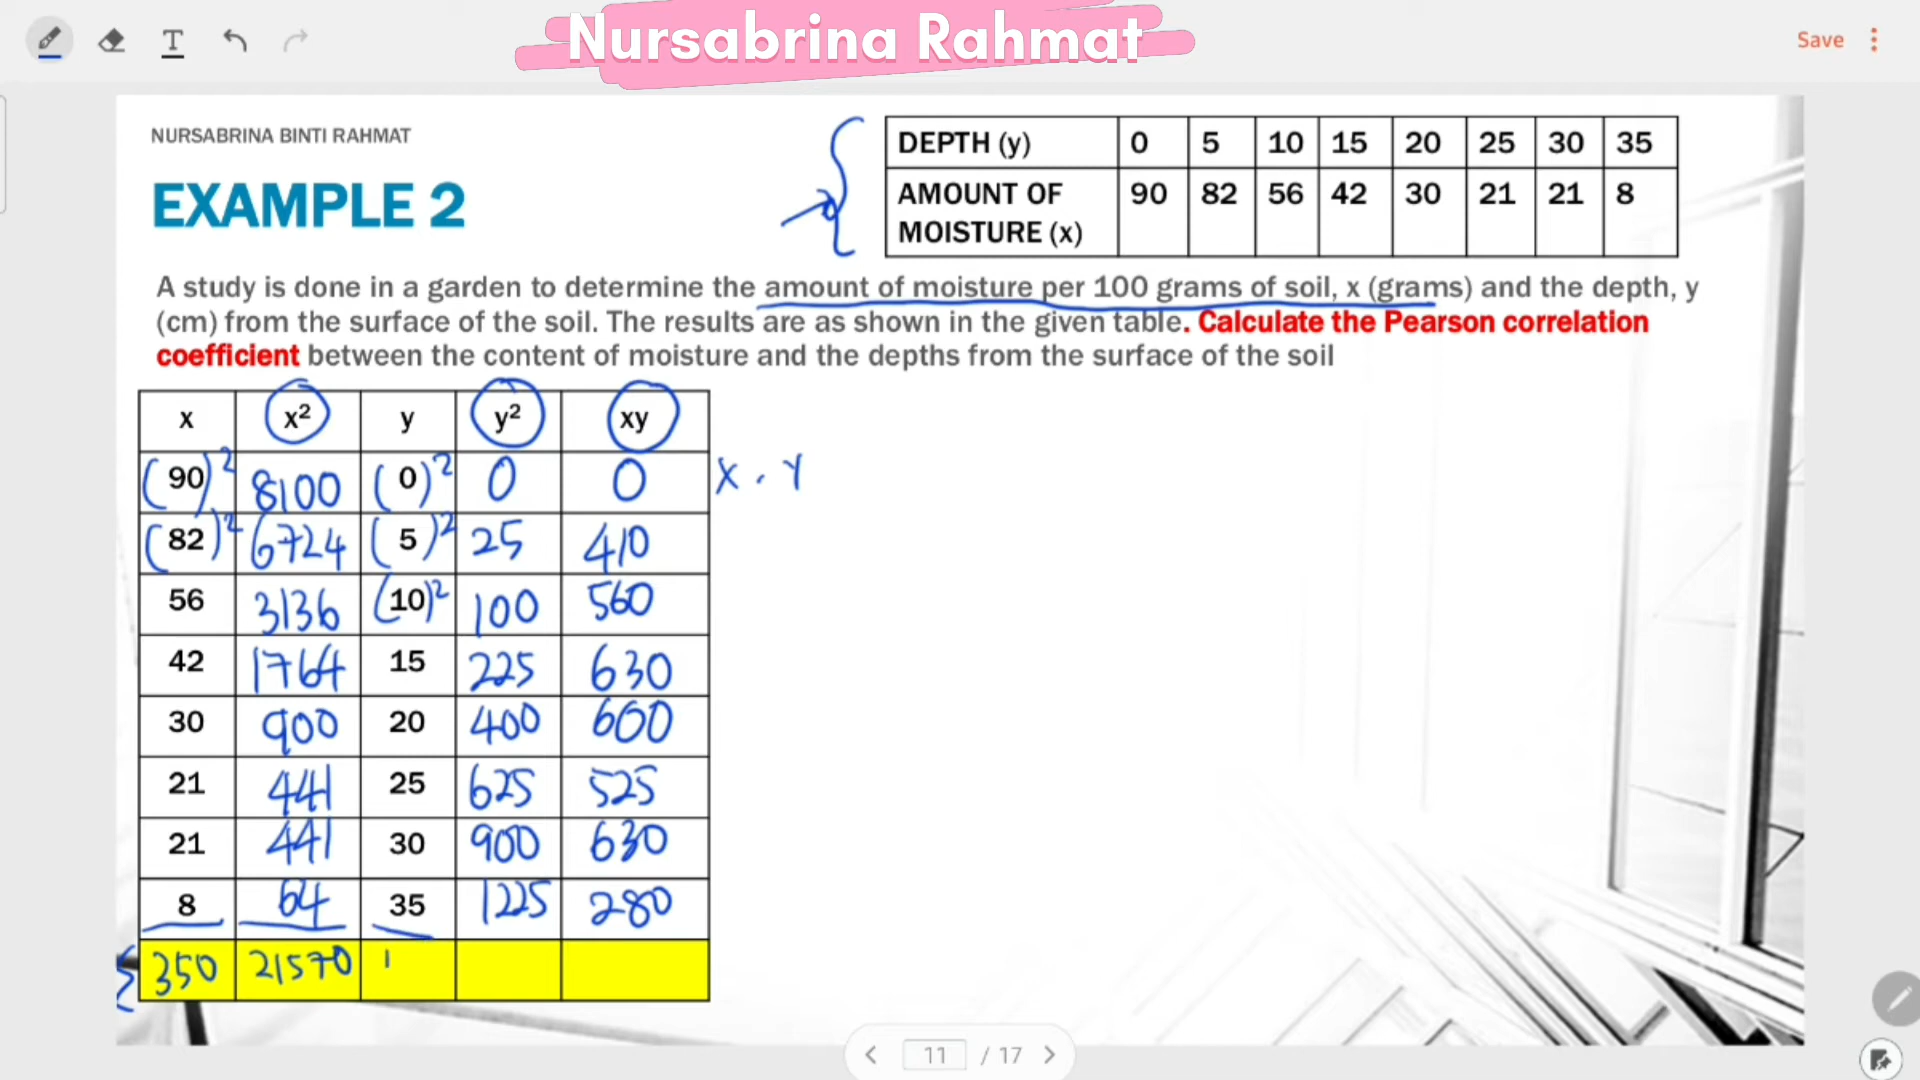 Nursabrina Rahmat
T
Save
NURSABRINA BINTI RAHMAT
EXAMPLE 2
DEPTH (y) 0 5 10 15 20 25 30 35
AMOUNT OF MOISTURE (x) 90 82 56 42 30 21 21 8
A study is done in a garden to determine the amount of moisture per 100 grams of soil, x (grams) and the depth, y
(cm) from the surface of the soil. The results are as shown in the given table. Calculate the Pearson correlation
coefficient between the content of moisture and the depths from the surface of the soil
x x² y y² xy
(90)² 8100 (0)² 0 0 X . Y
(82)² 6724 (5)² 25 410
56 3136 (10)² 100 560
42 1764 15 225 630
30 900 20 400 600
21 441 25 625 525
21 441 30 900 630
8 64 35 1225 280
Σ 350 21570 1
11 / 17